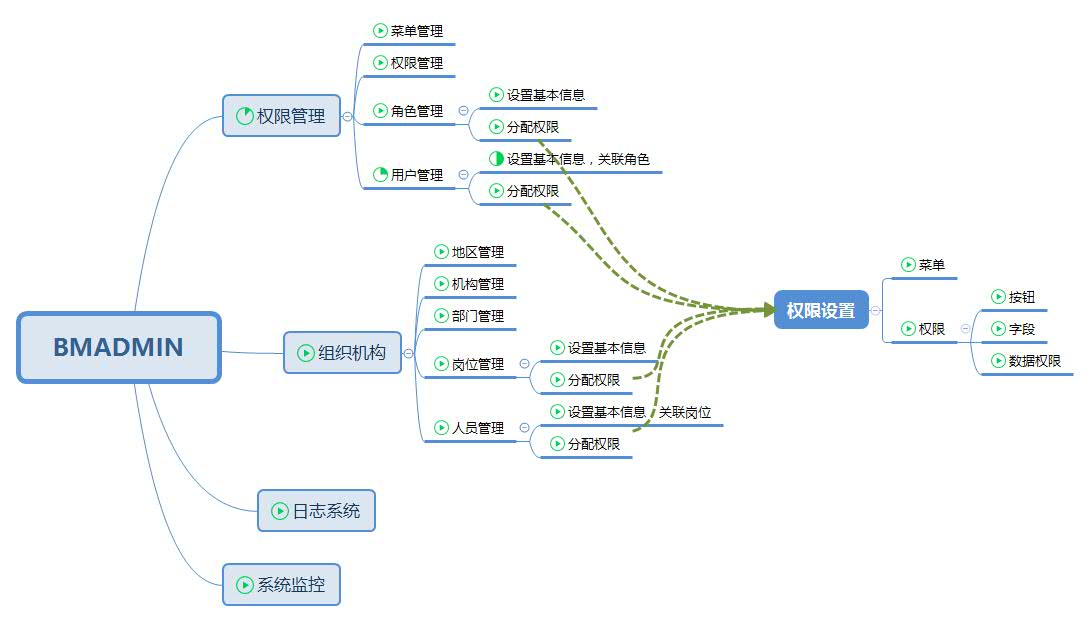 BMADMIN
权限管理
菜单管理
权限管理
角色管理
设置基本信息
分配权限
用户管理
设置基本信息，关联角色
分配权限
组织机构
地区管理
机构管理
部门管理
岗位管理
设置基本信息
分配权限
人员管理
设置基本信息，关联岗位
分配权限
日志系统
系统监控
权限设置
菜单
权限
按钮
字段
数据权限